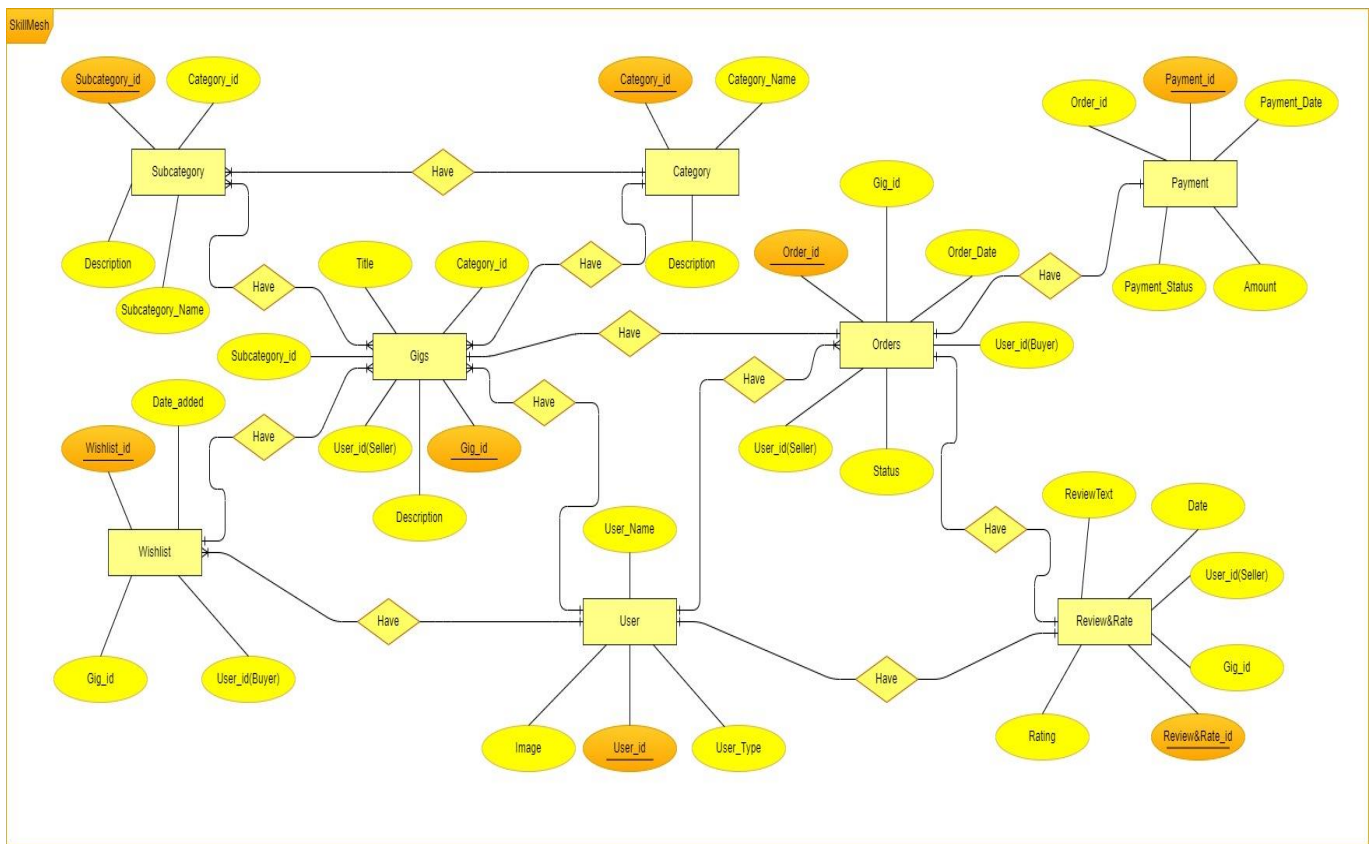 SkillMesh
Subcategory_id
Category_id
Category_id
Category_Name
Payment_id
Order_id
Payment_Date
Subcategory
Have
Category
Payment
Gig_id
Description
Subcategory_Name
Have
Title
Category_id
Have
Description
Order_id
Order_Date
Have
Payment_Status
Amount
Subcategory_id
Gigs
Have
Orders
User_id(Buyer)
Date_added
Have
Have
Have
Wishlist_id
User_id(Seller)
Gig_id
User_id(Seller)
Status
Description
ReviewText
Date
Wishlist
User_Name
Have
User_id(Seller)
Have
User
Review&Rate
Gig_id
User_id(Buyer)
Have
Gig_id
Image
User_id
User_Type
Rating
Review&Rate_id